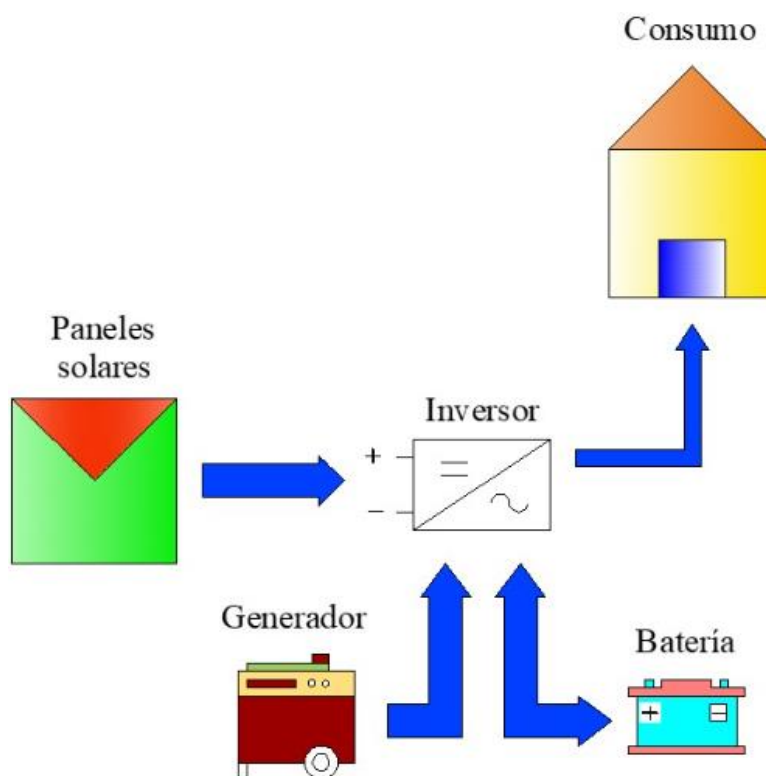 Consumo
Paneles
solares
Inversor
+
−
Generador
Batería
+
−